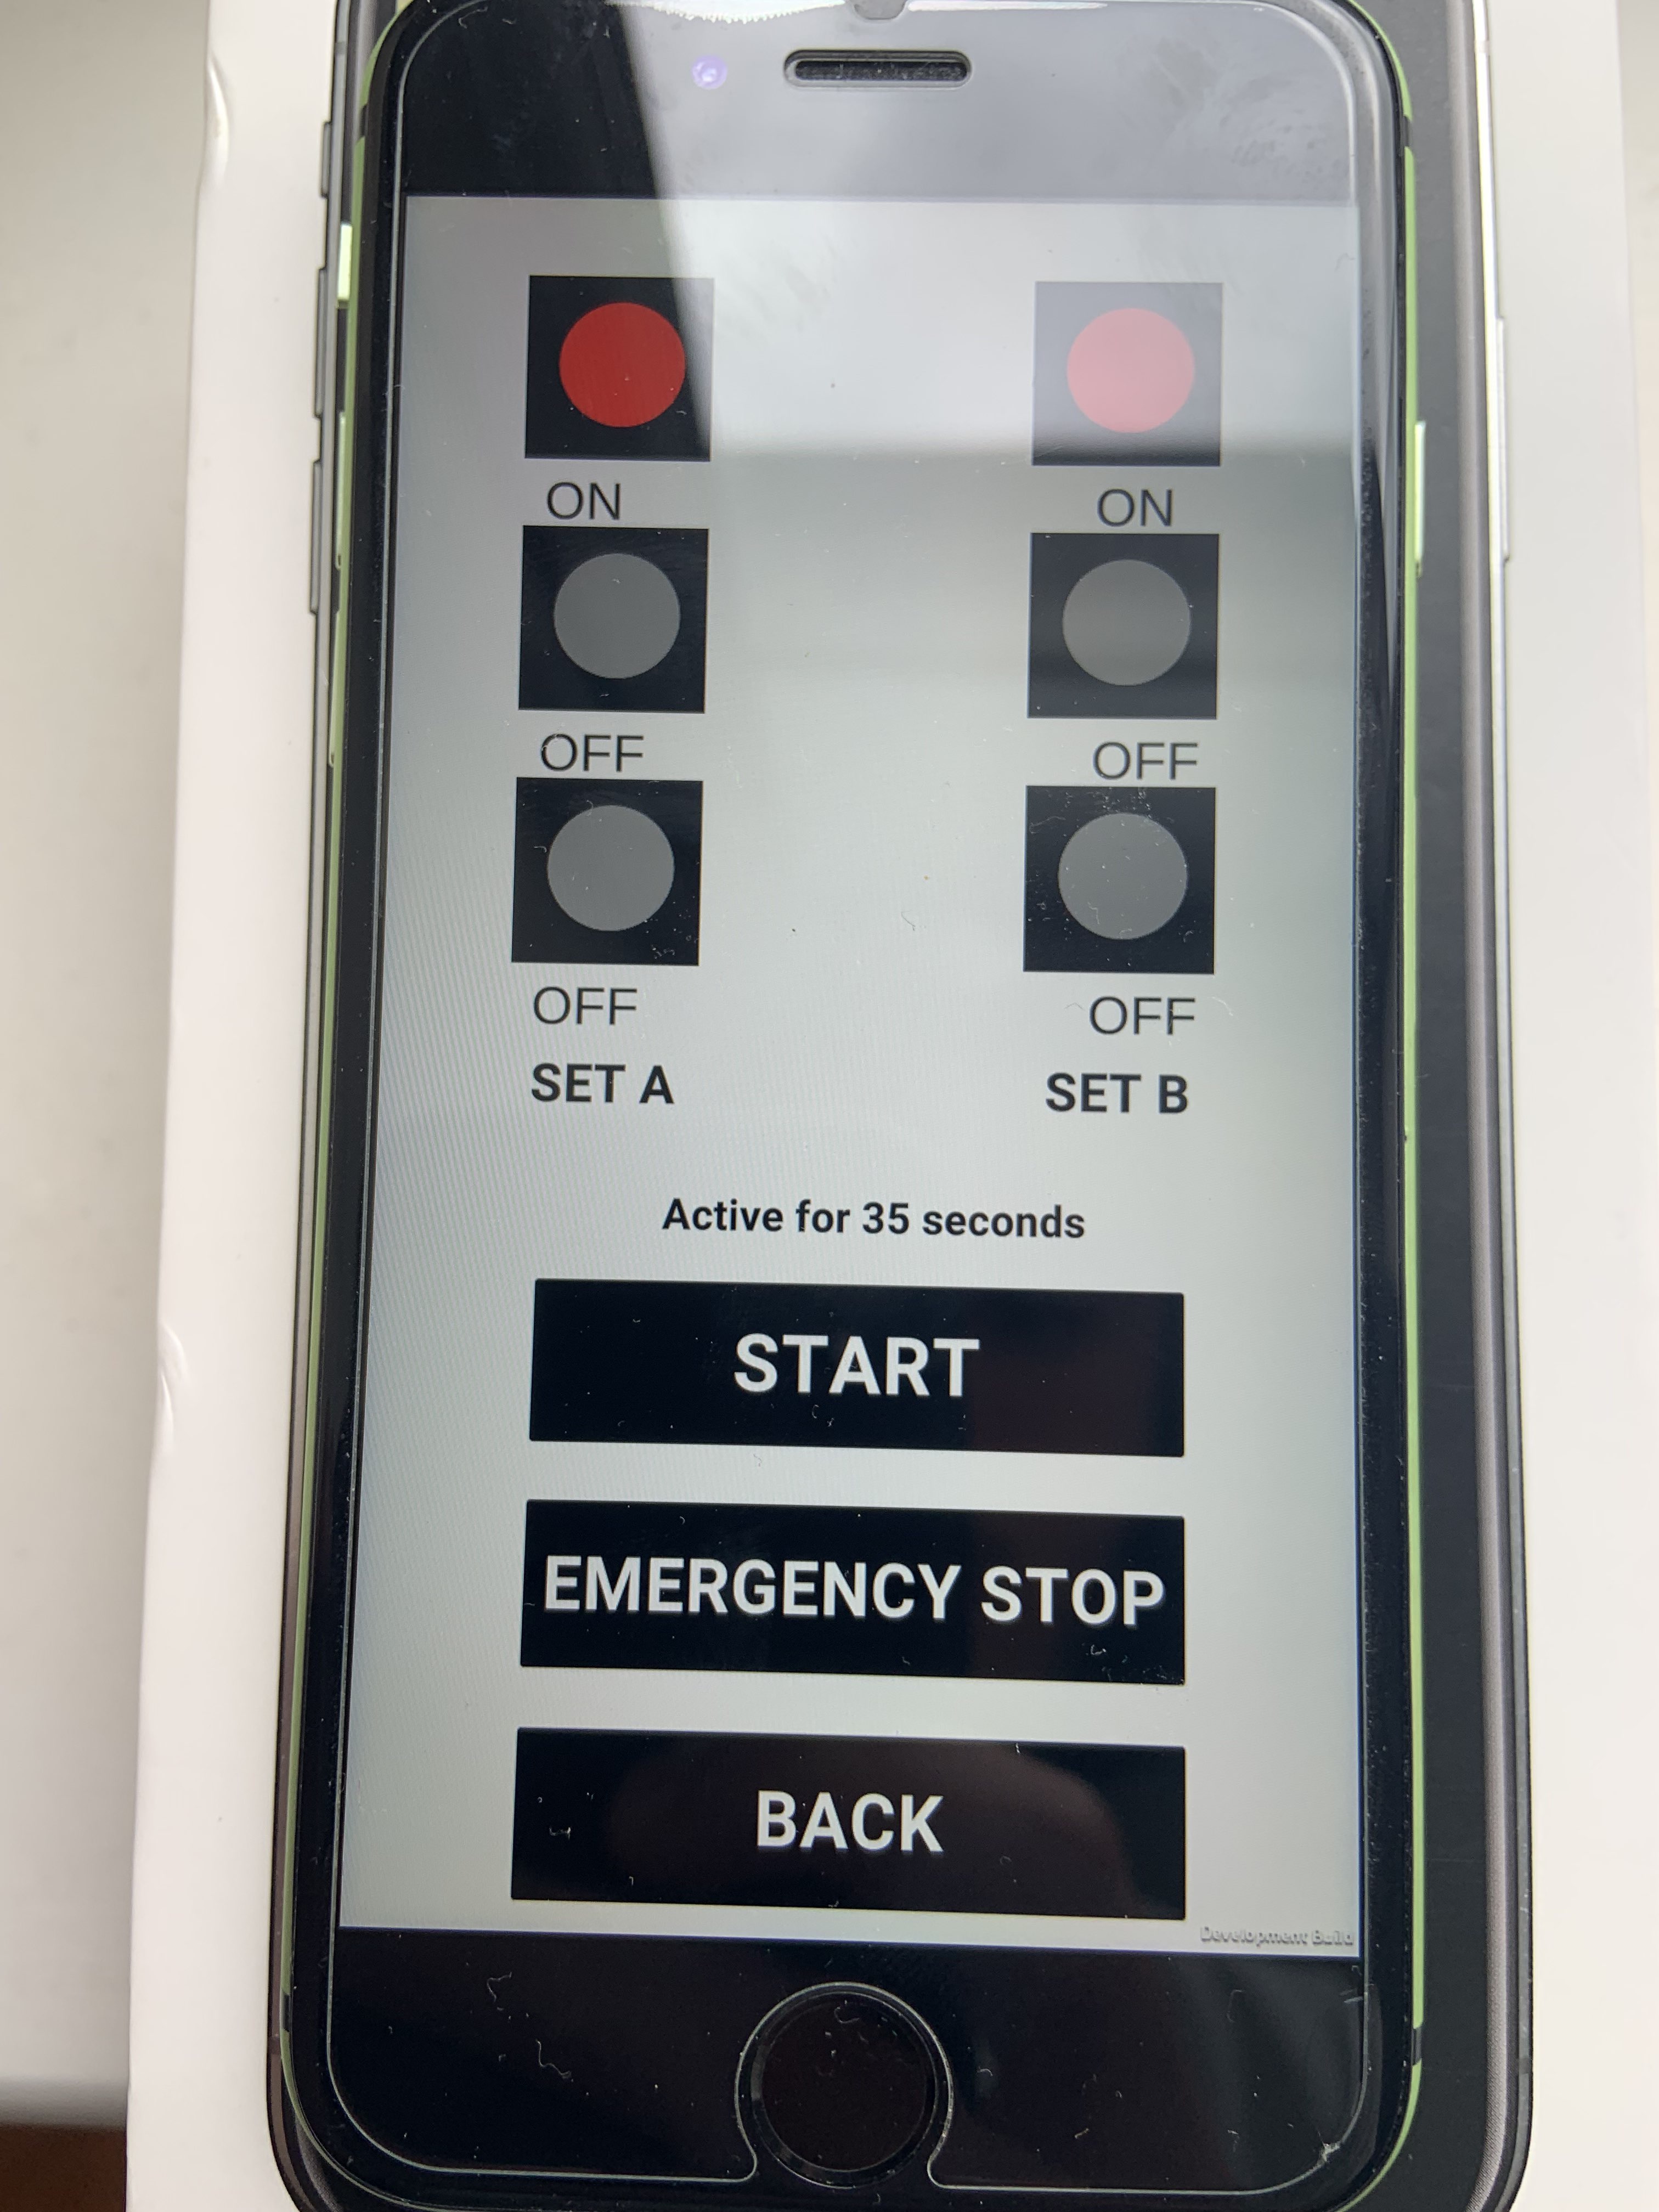 ON
ON
OFF
OFF
OFF
OFF
SET A
SET B
Active for 35 seconds
START
EMERGENCY STOP
BACK
Development Build